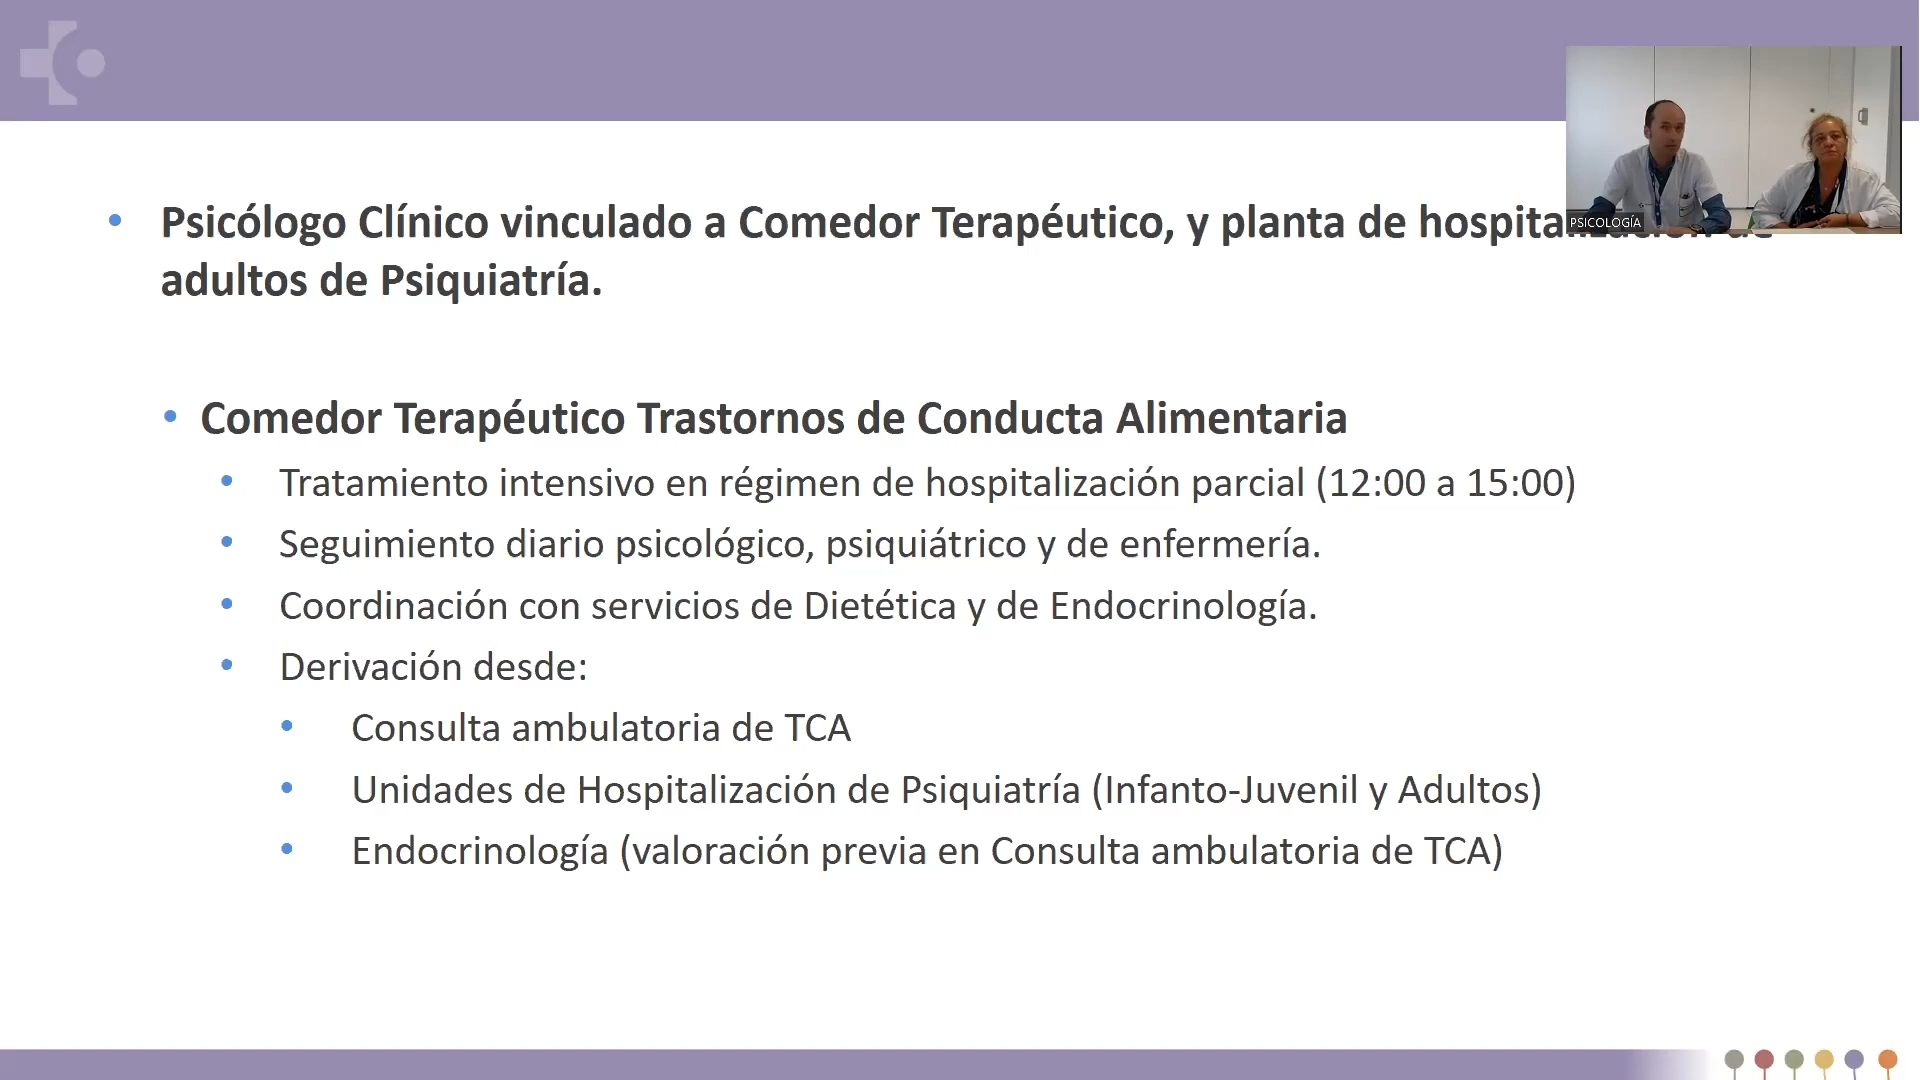 Psicólogo Clínico vinculado a Comedor Terapéutico, y planta de hospitalización de
adultos de Psiquiatría.
PSICOLOGÍA
Comedor Terapéutico Trastornos de Conducta Alimentaria
Tratamiento intensivo en régimen de hospitalización parcial (12:00 a 15:00)
Seguimiento diario psicológico, psiquiátrico y de enfermería.
Coordinación con servicios de Dietética y de Endocrinología.
Derivación desde:
Consulta ambulatoria de TCA
Unidades de Hospitalización de Psiquiatría (Infanto-Juvenil y Adultos)
Endocrinología (valoración previa en Consulta ambulatoria de TCA)